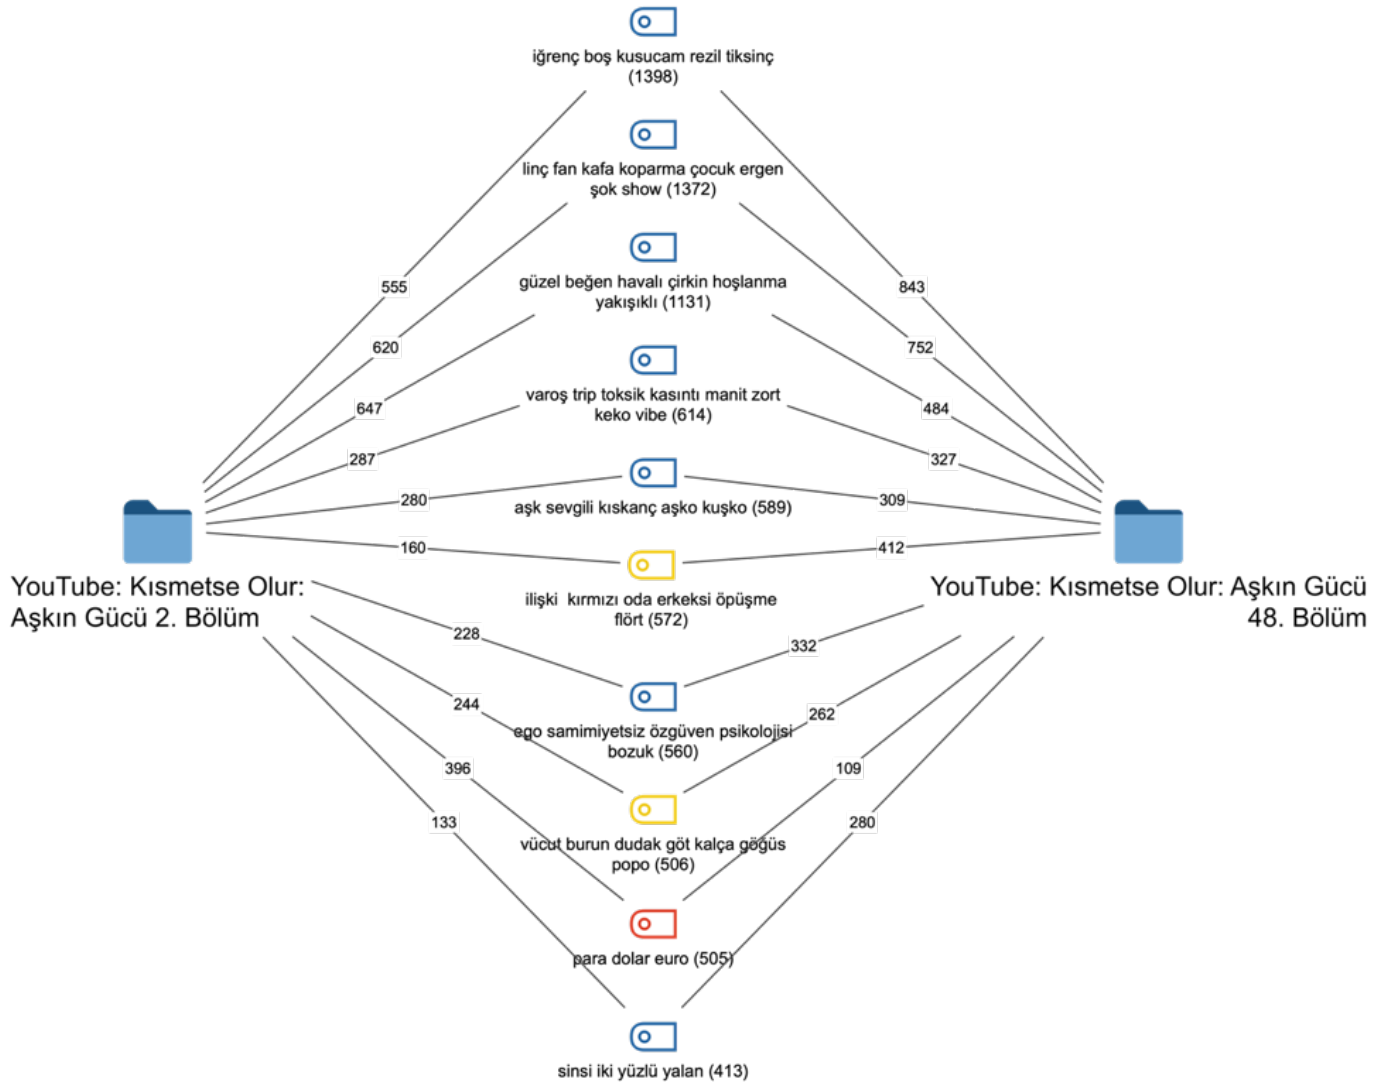 iğrenç boş kusucam rezil tiksinç
(1398)
linç fan kafa koparma çocuk ergen
şok show (1372)
güzel beğen havalı çirkin hoşlanma
yakışıklı (1131)
555
843
620
752
varoş trip toksik kasıntı manit zort
keko vibe (614)
647
484
287
327
280
309
aşk sevgili kıskanç aşko kuşko (589)
160
412
YouTube: Kısmetse Olur:
Aşkın Gücü 2. Bölüm
YouTube: Kısmetse Olur: Aşkın Gücü
48. Bölüm
ilişki  kırmızı oda erkeksi öpüşme
flört (572)
228
332
244
262
ego samimiyetsiz özgüven psikolojisi
bozuk (560)
396
109
133
280
vücut burun dudak göt kalça göğüs
popo (506)
para dolar euro (505)
sinsi iki yüzlü yalan (413)